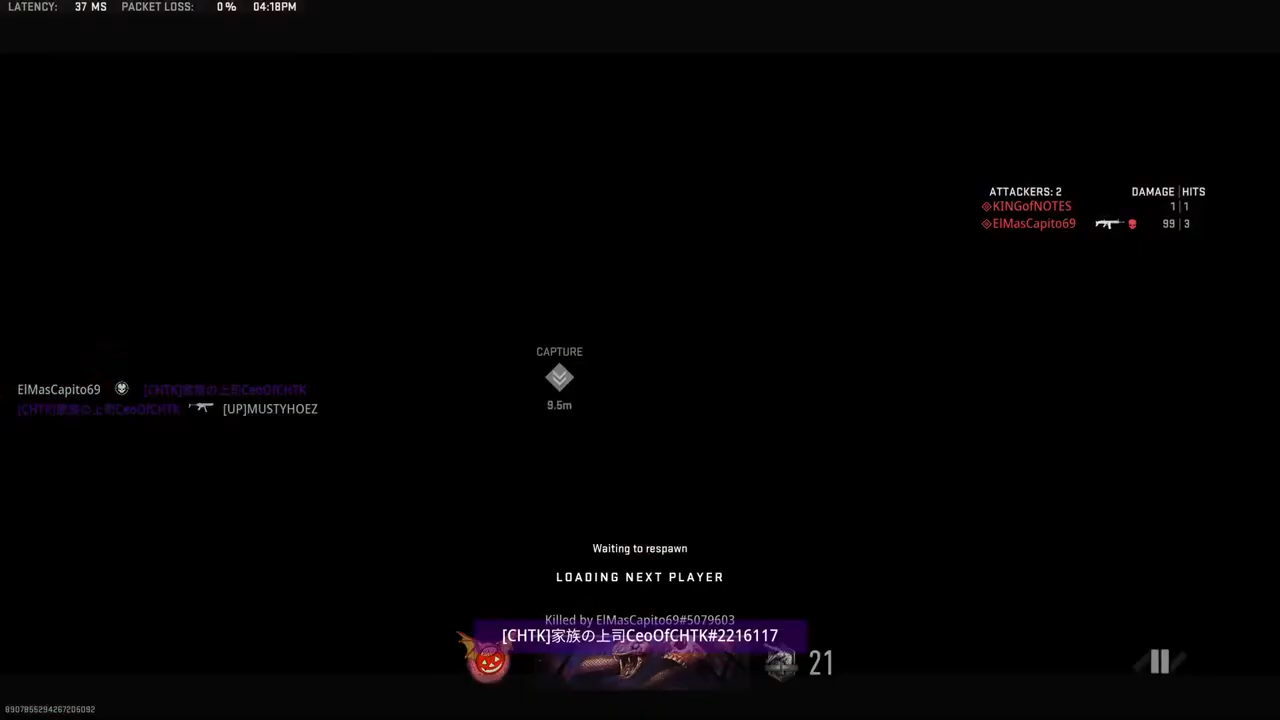 LATENCY: 37 MS PACKET LOSS: 0 % 04:18PM
ATTACKERS: 2 DAMAGE HITS
KINGofNOTES 1 1
ElMasCapito69 99 3
CAPTURE
9.5m
ElMasCapito69 [CHTK]家族の上司CeoOfCHTK
[CHTK]家族の上司CeoOfCHTK [UP]MUSTYHOEZ
Waiting to respawn
LOADING NEXT PLAYER
Killed by ElMasCapito69#5079603
[CHTK]家族の上司CeoOfCHTK#2216117
21
8907855294267205092